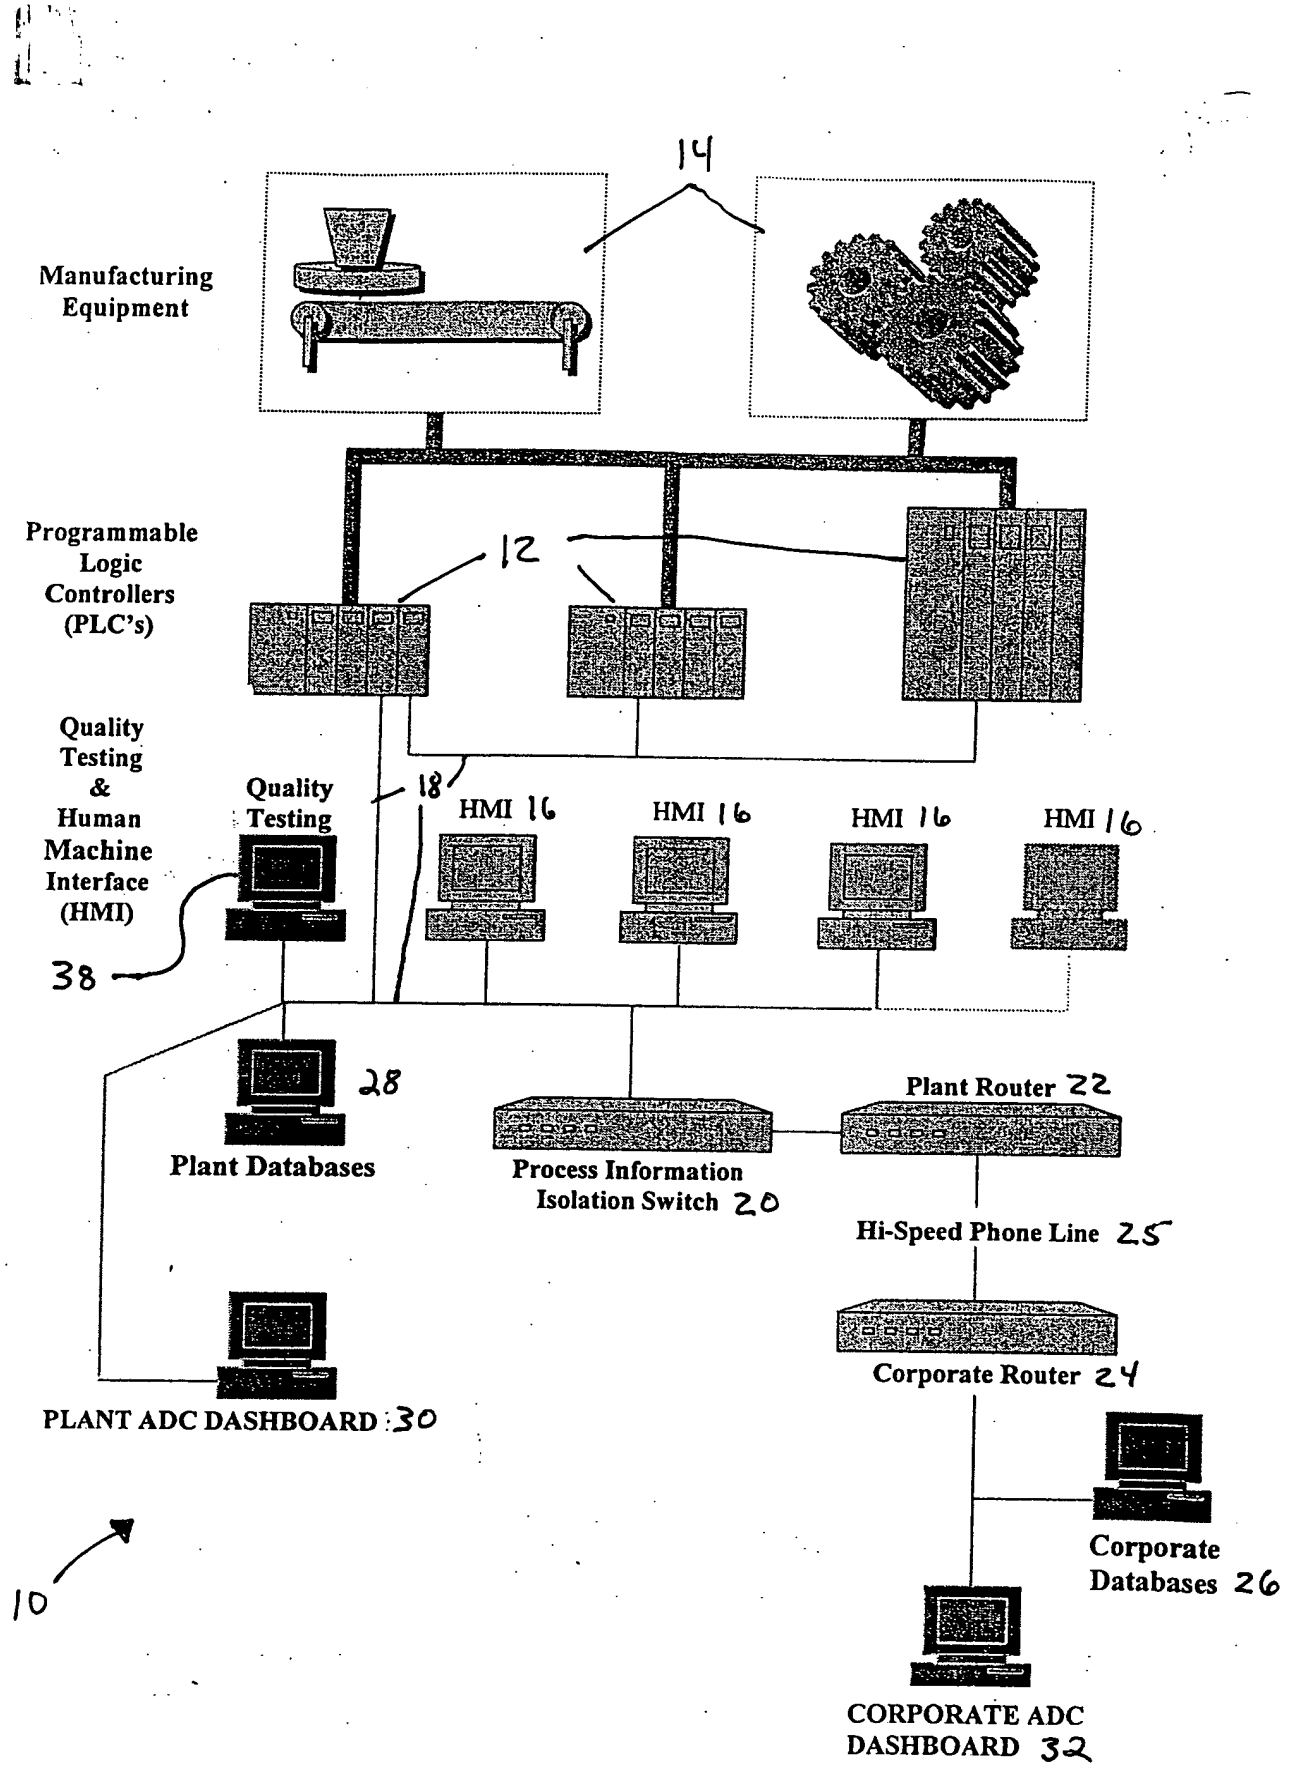 14
Manufacturing
Equipment
Programmable
Logic
Controllers
(PLC's)
12
Quality
Testing
&
Human
Machine
Interface
(HMI)
18
Quality
Testing
HMI 16
HMI 16
HMI 16
HMI 16
38
28
Plant Databases
Plant Router 22
Process Information
Isolation Switch 20
Hi-Speed Phone Line 25
Corporate Router 24
PLANT ADC DASHBOARD 30
10
Corporate
Databases 26
CORPORATE ADC
DASHBOARD 32